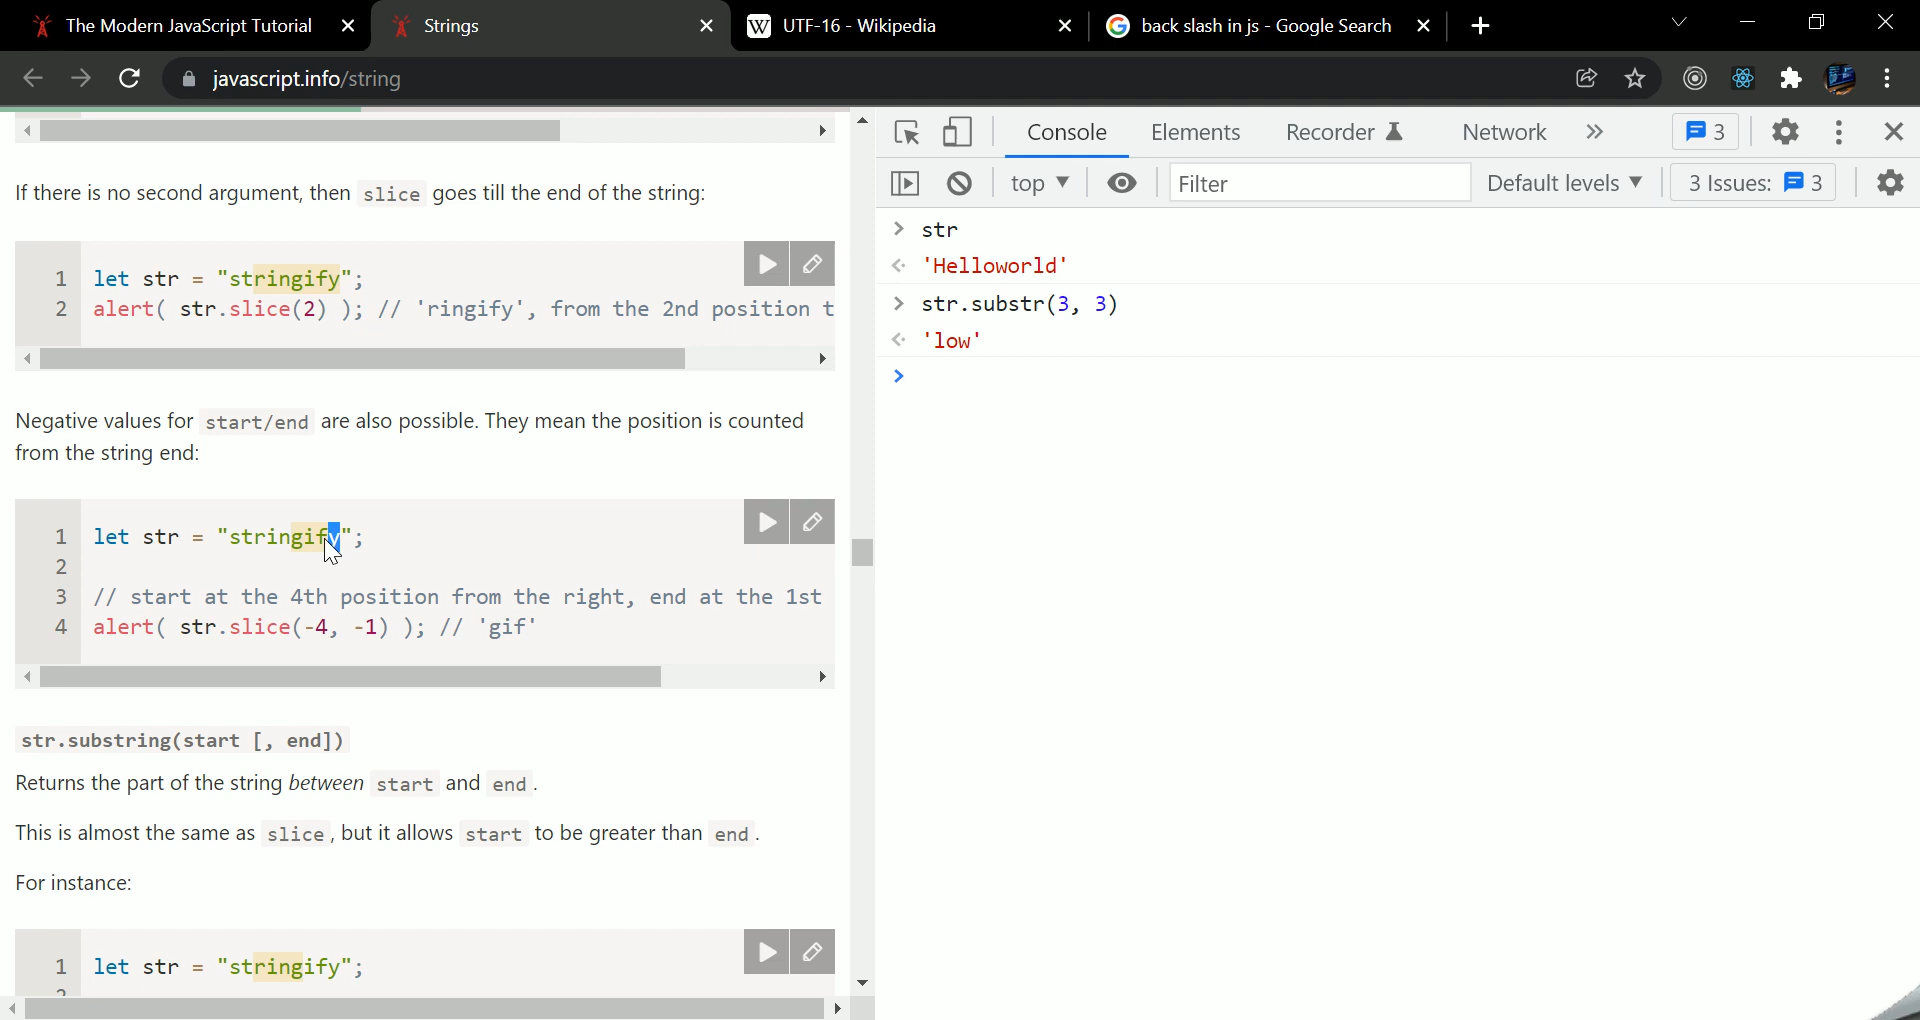 The Modern JavaScript Tutorial
Strings
UTF-16 - Wikipedia
back slash in js - Google Search
javascript.info/string
If there is no second argument, then slice goes till the end of the string:
1 let str = "stringify";
2 alert( str.slice(2) ); // 'ringify', from the 2nd position t
Negative values for start/end are also possible. They mean the position is counted
from the string end:
1 let str = "stringify";
2
3 // start at the 4th position from the right, end at the 1st
4 alert( str.slice(-4, -1) ); // 'gif'
str.substring(start [, end])
Returns the part of the string between start and end.
This is almost the same as slice, but it allows start to be greater than end.
For instance:
1 let str = "stringify";
2
Console Elements Recorder Network » 3
top Filter Default levels 3 Issues: 3
> str
'Helloworld'
> str.substr(3, 3)
'low'
>